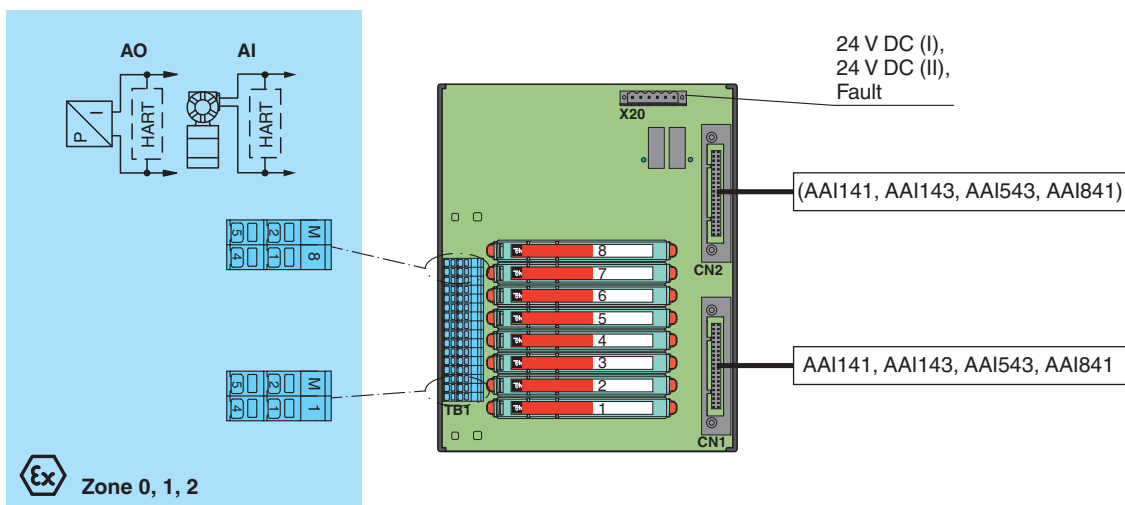 AO AI
P I
HART
HART
24 V DC (I),
24 V DC (II),
Fault
X20
(AAI141, AAI143, AAI543, AAI841)
CN2
M 8
2 1
5 4
8
7
6
5
4
3
2
1
AAI141, AAI143, AAI543, AAI841
M 1
2 1
5 4
TB1
CN1
Ex Zone 0, 1, 2